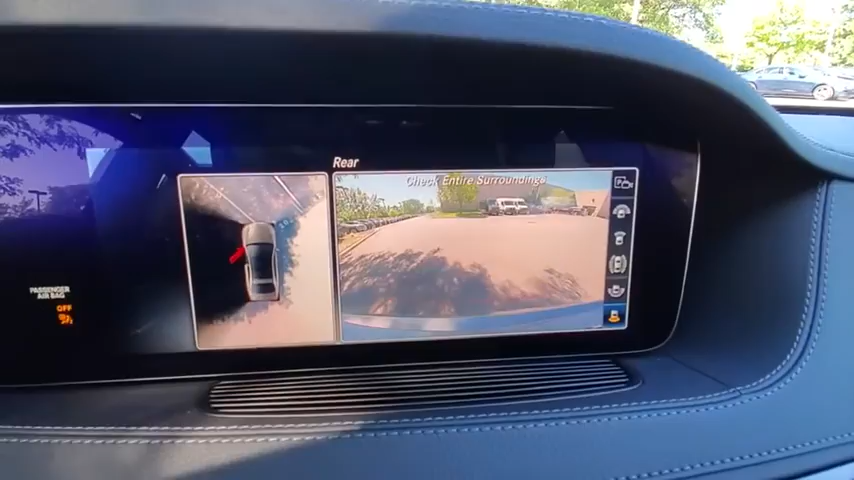 Rear
Check Entire Surroundings
P
PASSENGER
AIR BAG
OFF